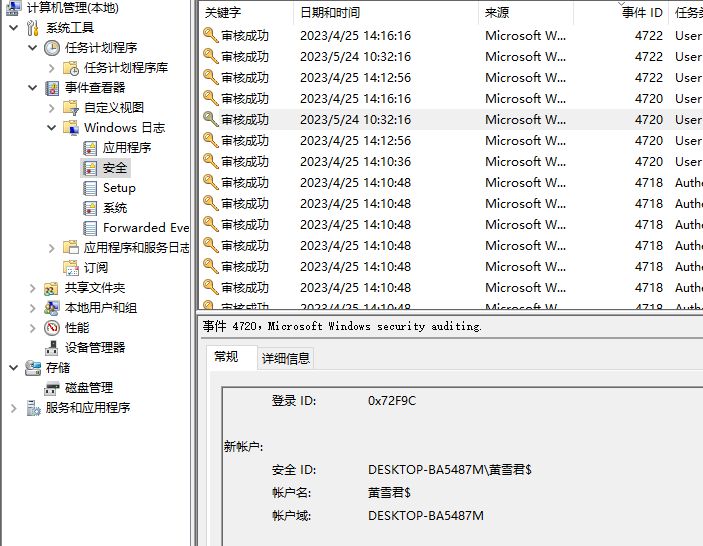 计算机管理(本地)
系统工具
任务计划程序
任务计划程序库
事件查看器
自定义视图
Windows 日志
应用程序
安全
Setup
系统
Forwarded Eve
应用程序和服务日志
订阅
共享文件夹
本地用户和组
性能
设备管理器
存储
磁盘管理
服务和应用程序
关键字 日期和时间 来源 事件 ID 任务类
审核成功 2023/4/25 14:16:16 Microsoft W... 4722 User
审核成功 2023/5/24 10:32:16 Microsoft W... 4722 User
审核成功 2023/4/25 14:12:56 Microsoft W... 4722 User
审核成功 2023/4/25 14:16:16 Microsoft W... 4720 User
审核成功 2023/5/24 10:32:16 Microsoft W... 4720 User
审核成功 2023/4/25 14:12:56 Microsoft W... 4720 User
审核成功 2023/4/25 14:10:36 Microsoft W... 4720 User
审核成功 2023/4/25 14:10:48 Microsoft W... 4718 Authe
审核成功 2023/4/25 14:10:48 Microsoft W... 4718 Authe
审核成功 2023/4/25 14:10:48 Microsoft W... 4718 Authe
审核成功 2023/4/25 14:10:48 Microsoft W... 4718 Authe
审核成功 2023/4/25 14:10:48 Microsoft W... 4718 Authe
审核成功 2023/4/25 14:10:48 Microsoft W... 4718 Authe
审核成功 2023/4/25 14:10:48 Microsoft W... 4718 Authe
事件 4720，Microsoft Windows security auditing.
常规 详细信息
登录 ID: 0x72F9C
新帐户:
安全 ID: DESKTOP-BA5487M\黄雪君$
帐户名: 黄雪君$
帐户域: DESKTOP-BA5487M